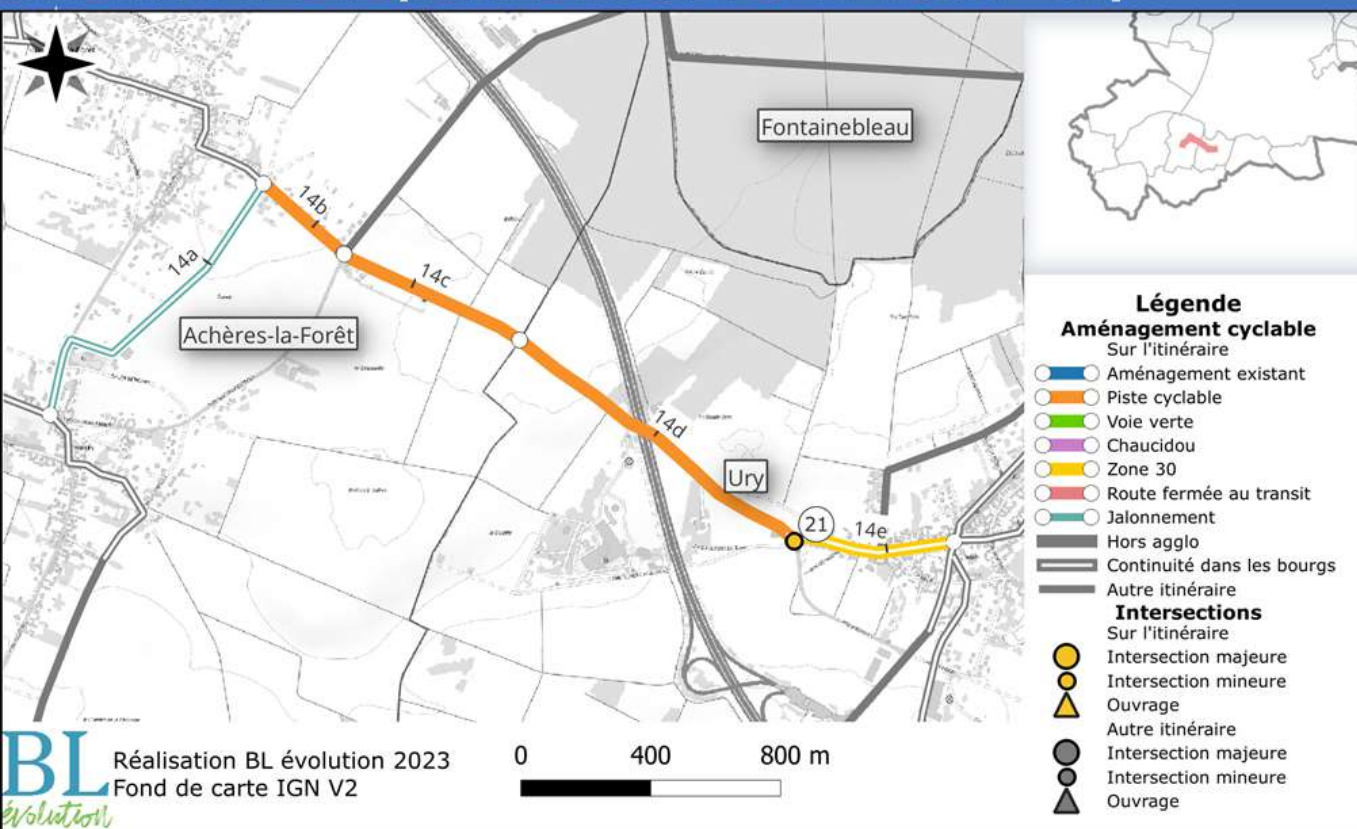 Fontainebleau
14b
14a
14c
Achères-la-Forêt
14d
Ury
21
14e
Légende
Aménagement cyclable
Sur l'itinéraire
Aménagement existant
Piste cyclable
Voie verte
Chaucidou
Zone 30
Route fermée au transit
Jalonnement
Hors agglo
Continuité dans les bourgs
Autre itinéraire
Intersections
Sur l'itinéraire
Intersection majeure
Intersection mineure
Ouvrage
Autre itinéraire
Intersection majeure
Intersection mineure
Ouvrage
BL
évolution
Réalisation BL évolution 2023
Fond de carte IGN V2
0 400 800 m